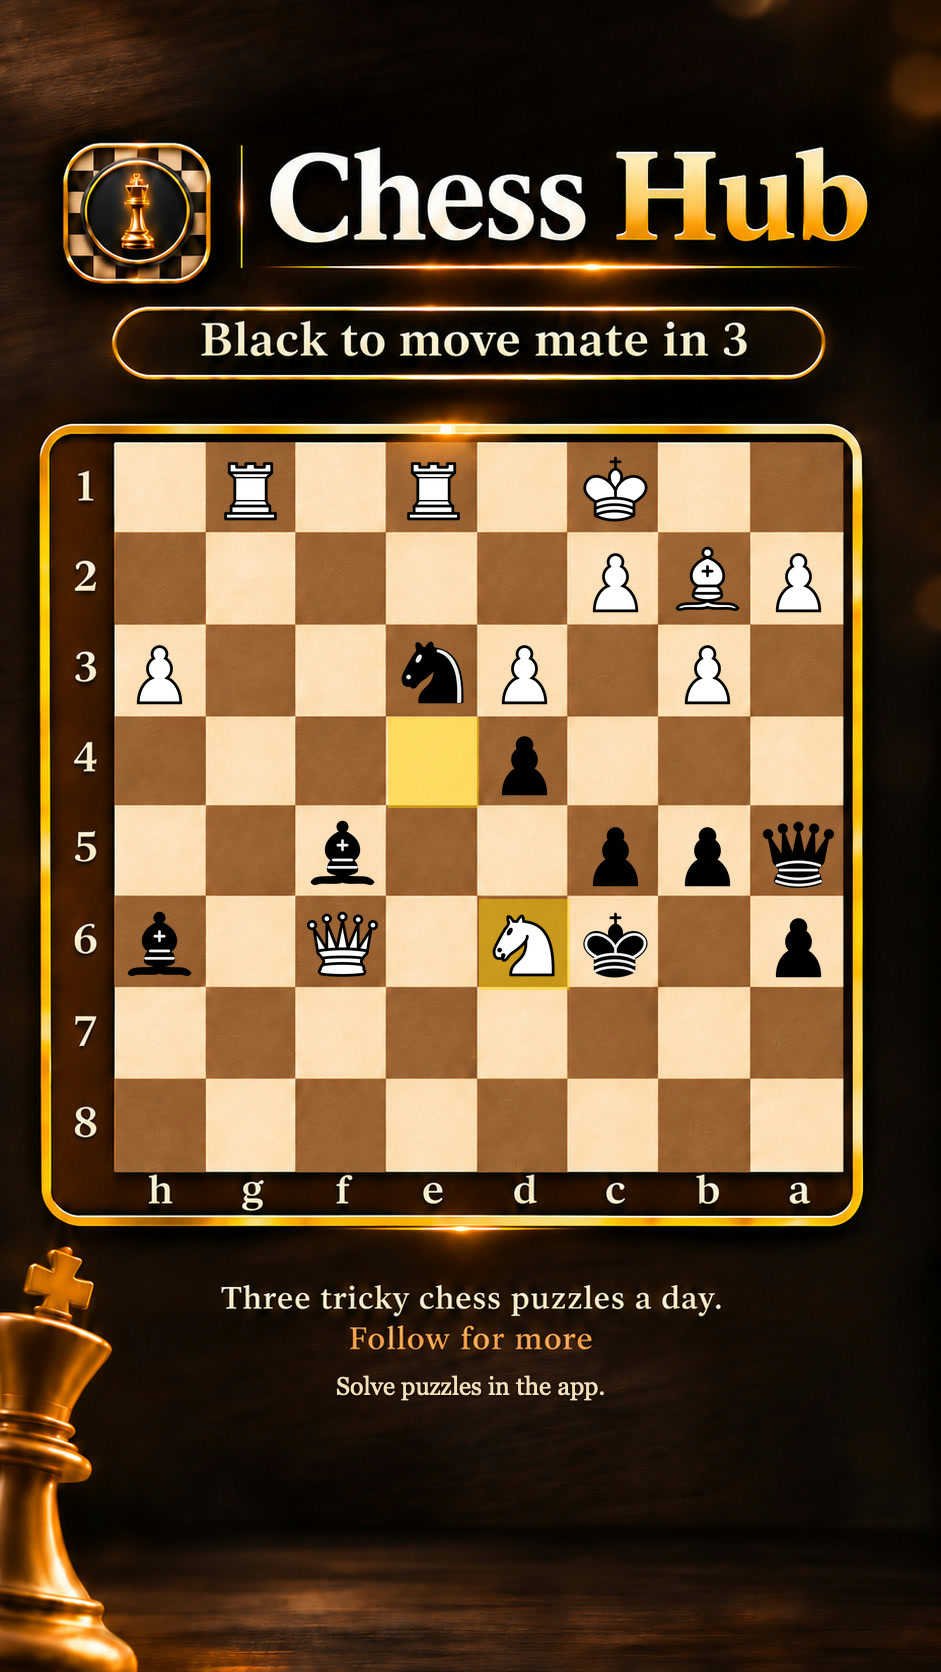 Chess Hub
Black to move mate in 3
1
2
3
4
5
6
7
8
h g f e d c b a
Three tricky chess puzzles a day.
Follow for more
Solve puzzles in the app.